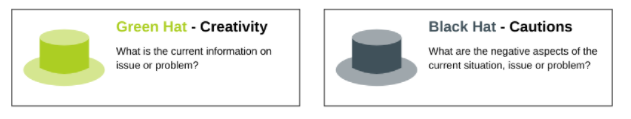 Green Hat - Creativity
What is the current information on
issue or problem?
Black Hat - Cautions
What are the negative aspects of the
current situation, issue or problem?